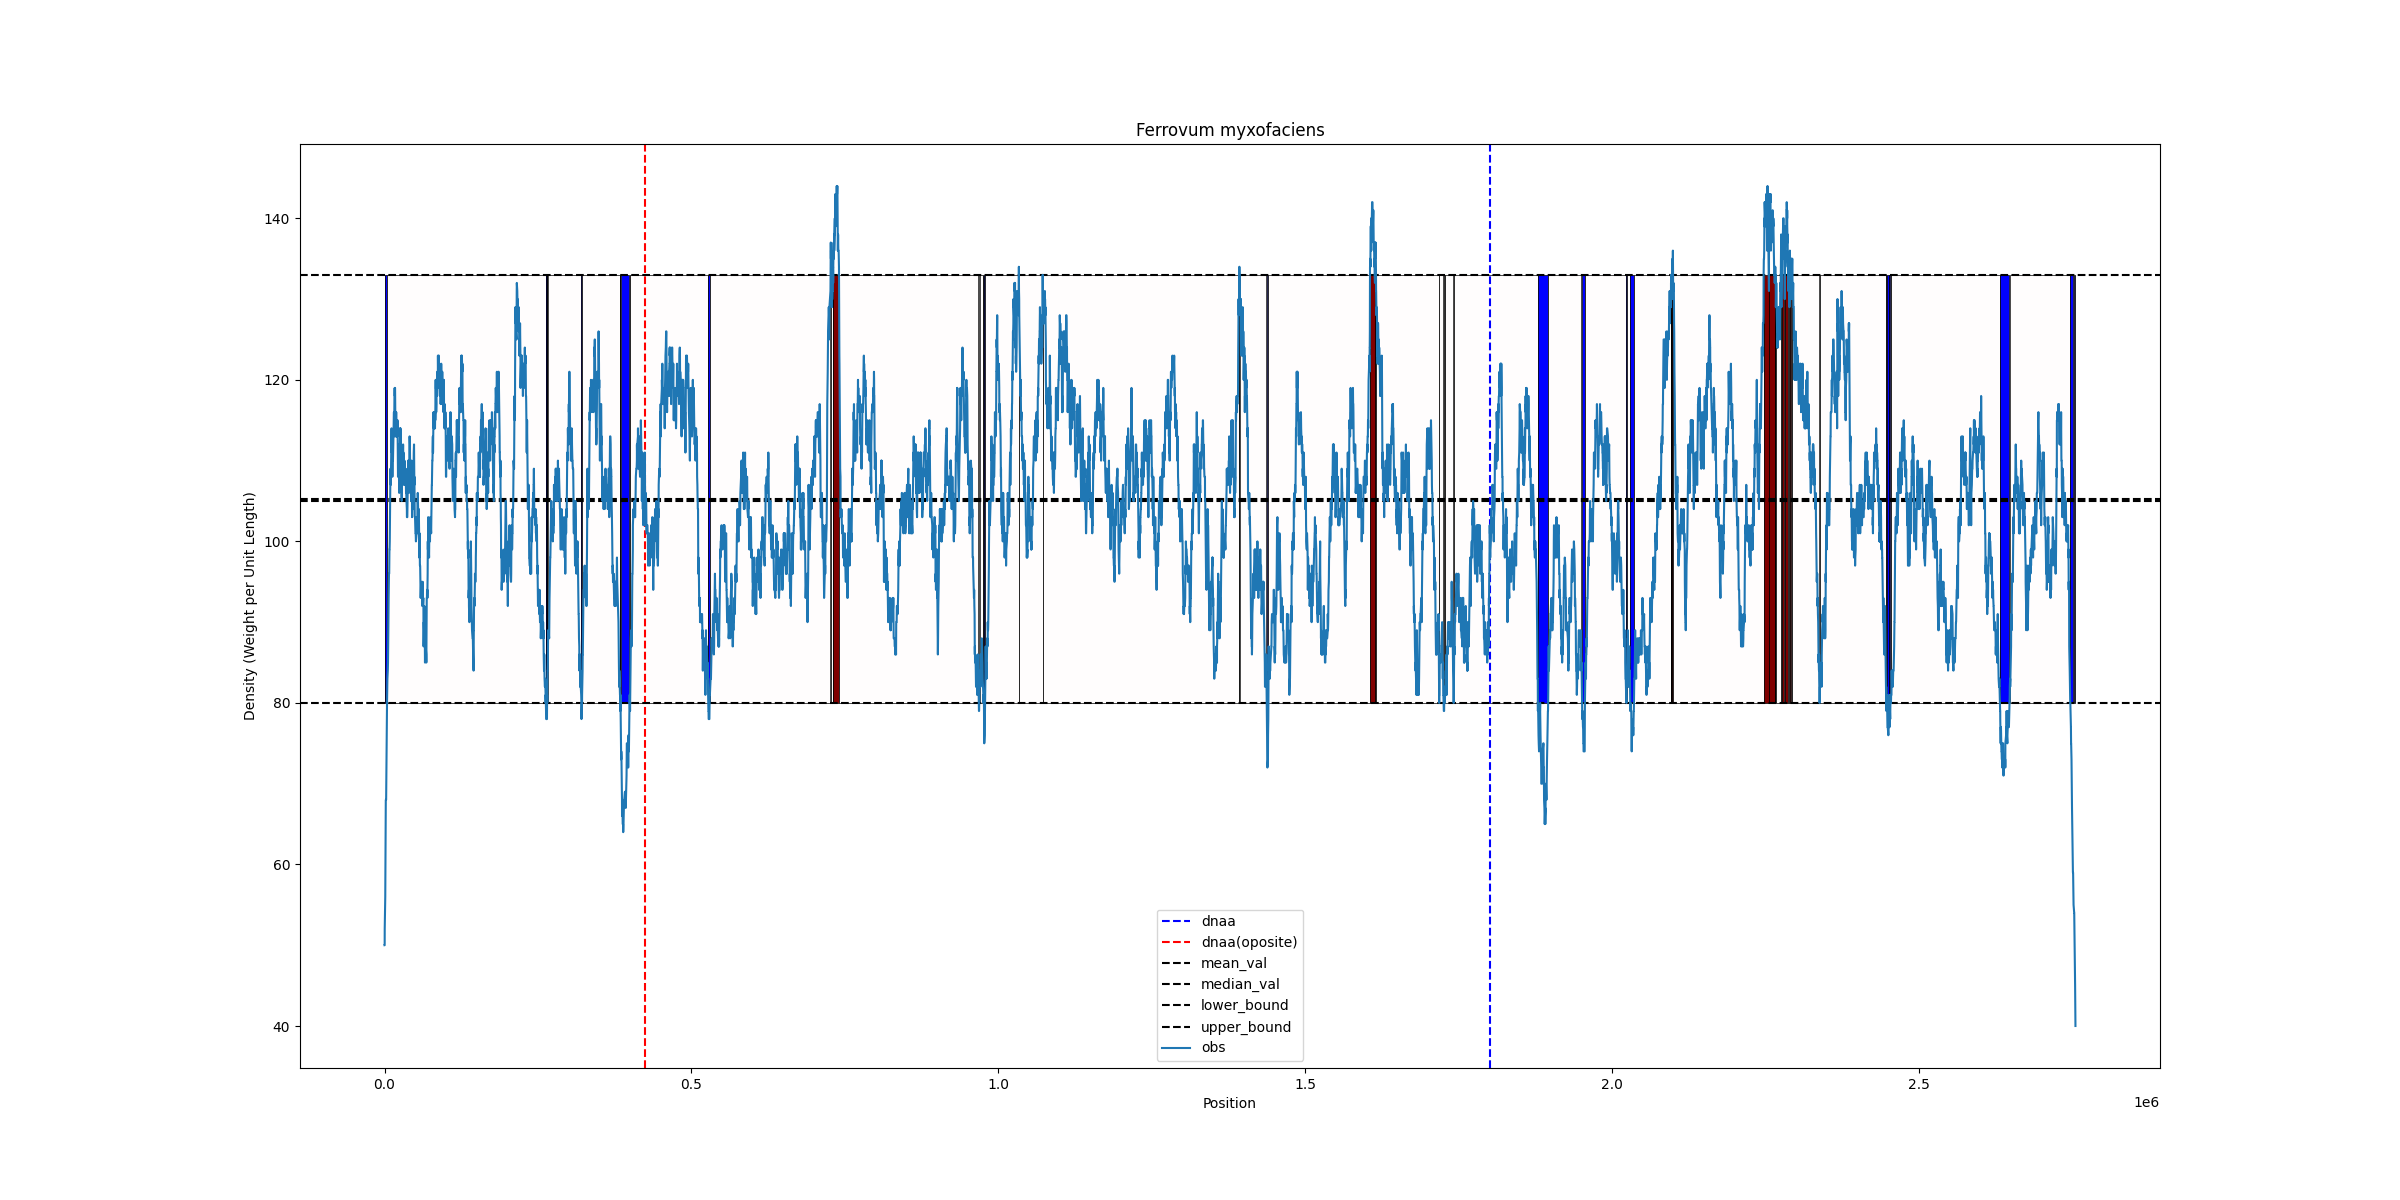 Ferrovum myxofaciens
Density (Weight per Unit Length)
140
120
100
80
60
40
dnaa
dnaa(oposite)
mean_val
median_val
lower_bound
upper_bound
obs
0.0 0.5 1.0 1.5 2.0 2.5
Position
1e6